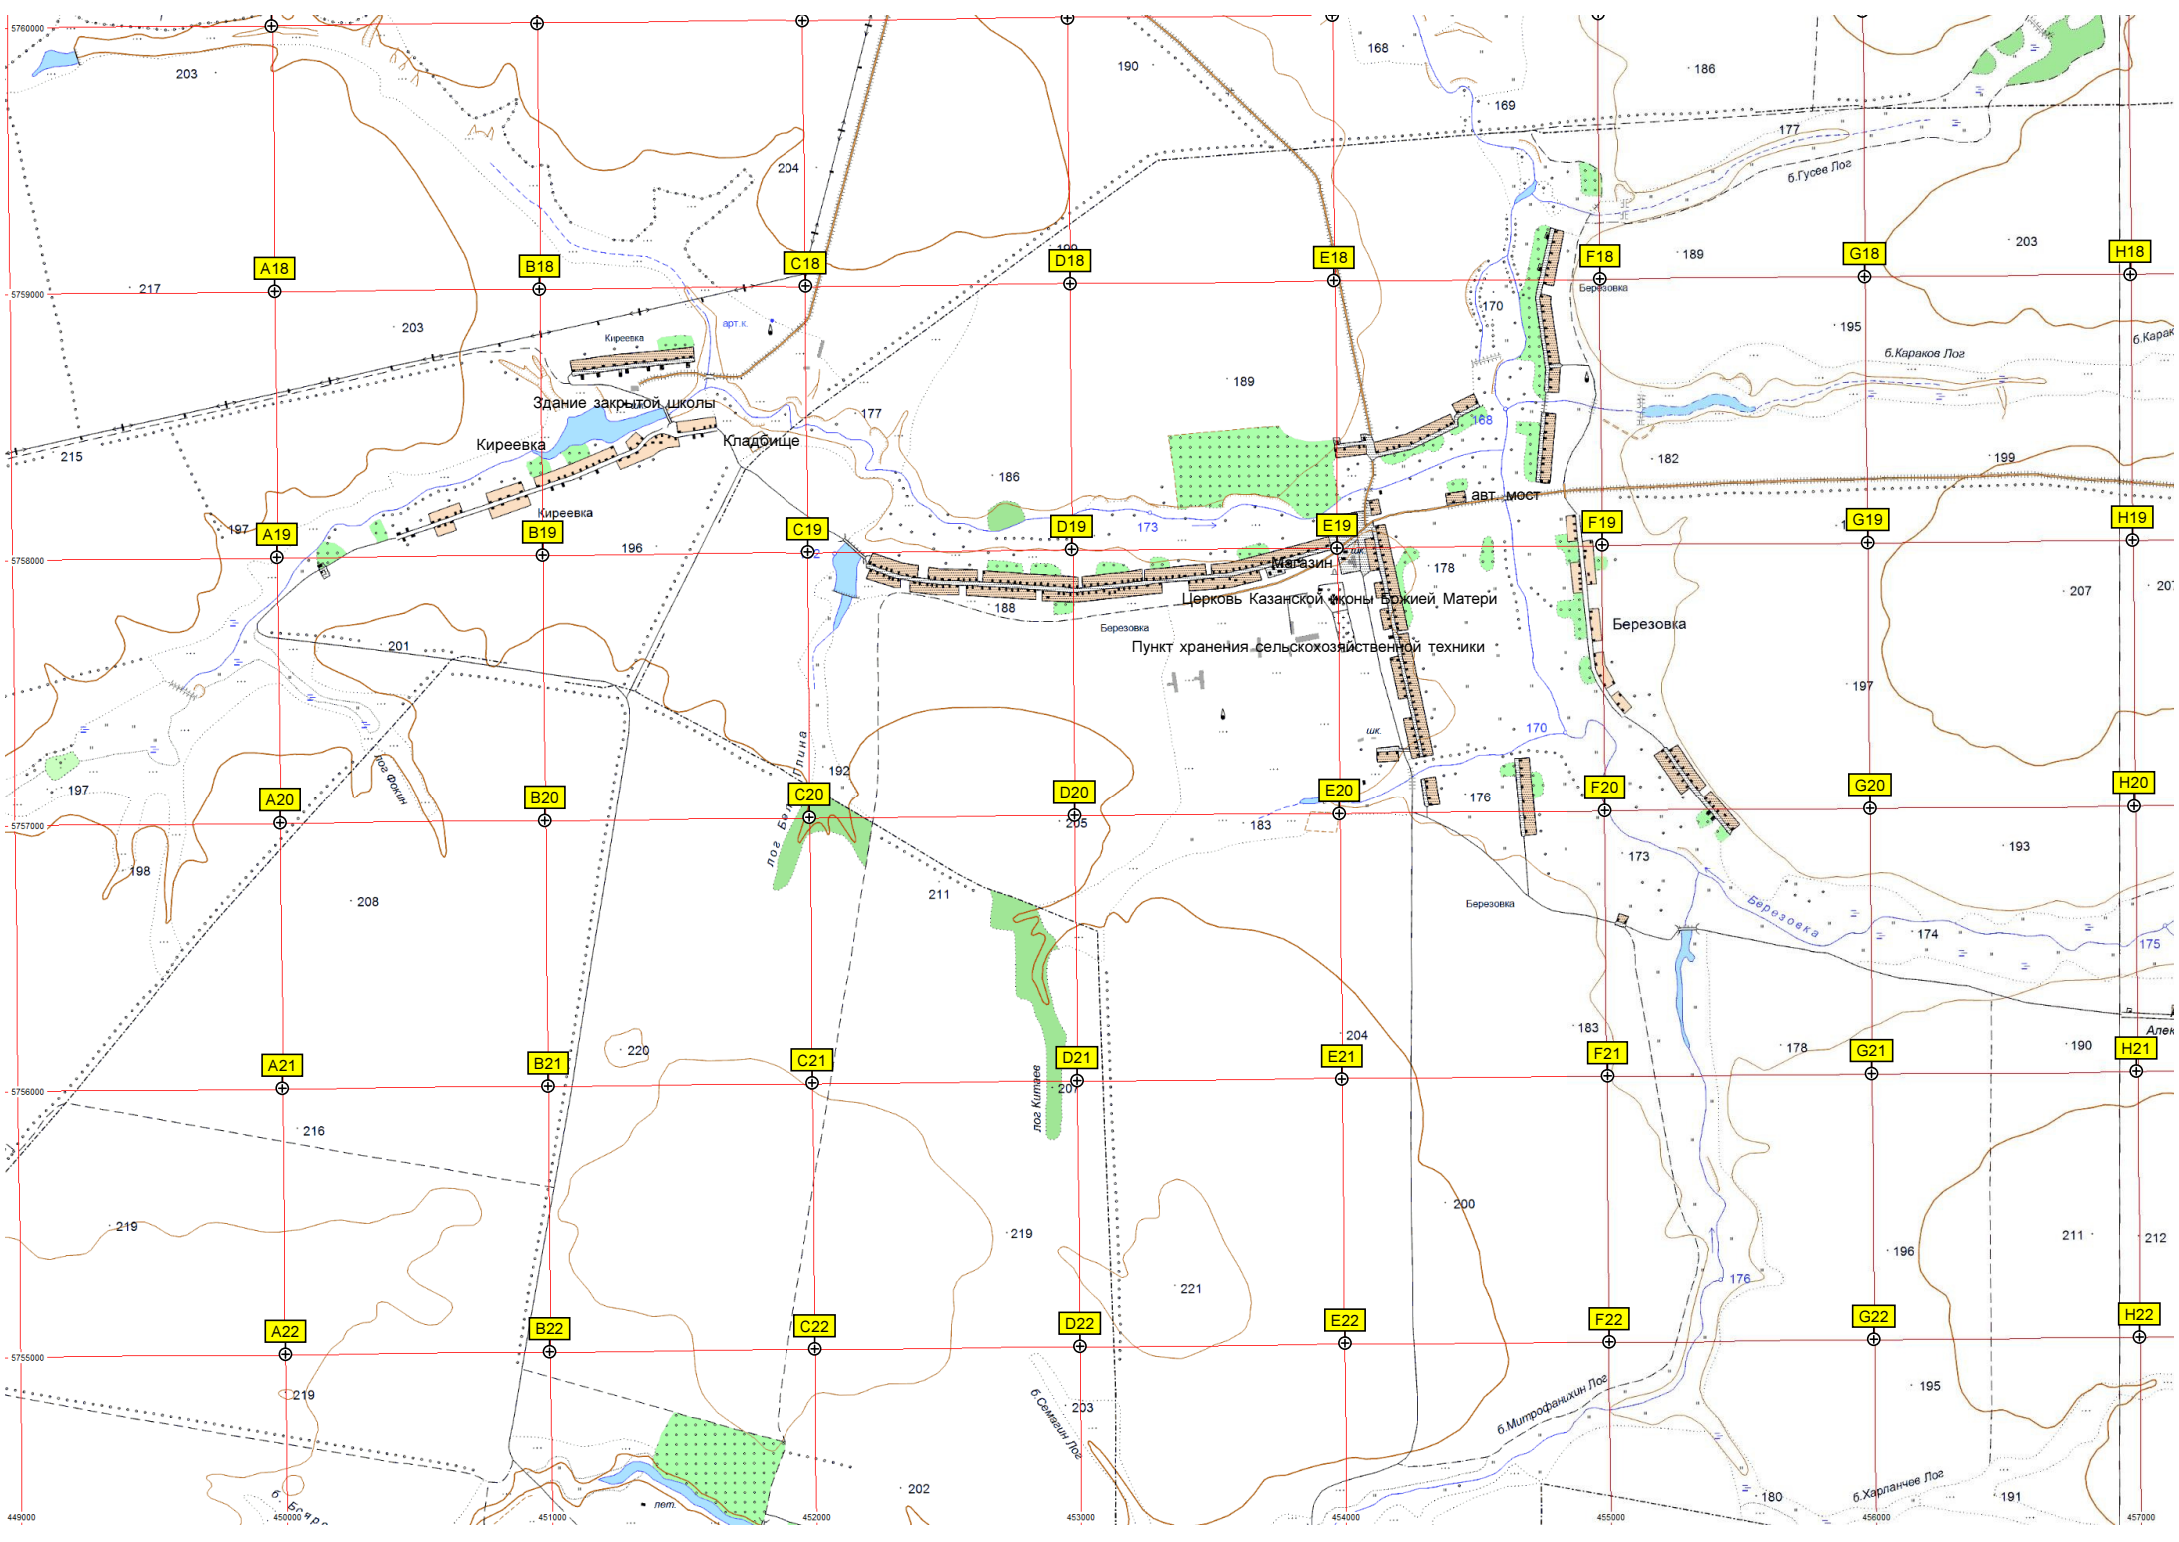 5760000
203
190
168
186
169
177
204
б.Гусев Лог
A18
B18
C18
D18
E18
F18
G18
H18
189
203
217
5759000
Березовка
203
арт.к.
170
195
Киреевка
б.Караков Лог
189
Здание закрытой школы
177
168
Киреевка
Кладбище
215
182
199
186
авт. мост
Киреевка
197
173
A19
B19
C19
D19
E19
F19
G19
H19
196
5758000
Магазин
178
188
207
Церковь Казанской иконы Божией Матери
Березовка
Березовка
201
Пункт хранения сельскохозяйственной техники
197
170
шк.
192
лог Фокин
197
A20
B20
C20
D20
E20
F20
G20
H20
176
5757000
205
183
193
173
198
208
211
Березовка
Березовка
174
175
183
204
220
178
190
A21
B21
C21
D21
E21
F21
G21
H21
5756000
207
лог Китаев
216
200
219
219
211
212
196
176
221
A22
B22
C22
D22
E22
F22
G22
H22
5755000
219
203
195
б.Семагин Лог
б.Митрофанихин Лог
202
180
б.Харланчев Лог
191
лет.
449000
450000
451000
452000
453000
454000
455000
456000
457000